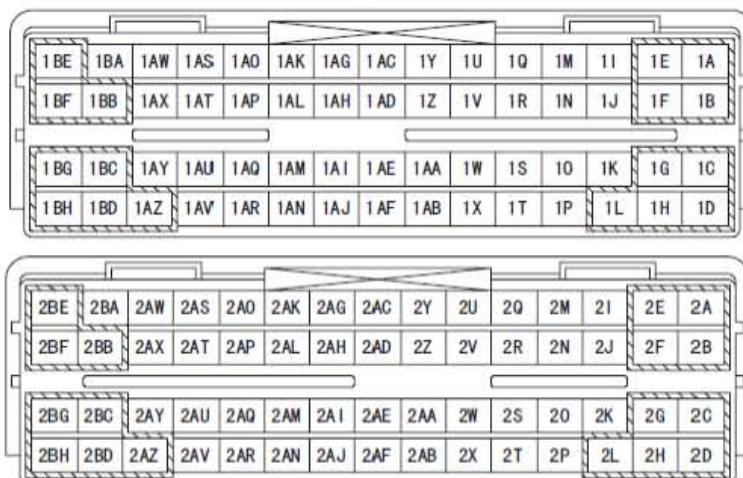 1BE 1BA 1AW 1AS 1AO 1AK 1AG 1AC 1Y 1U 1Q 1M 1I 1E 1A
1BF 1BB 1AX 1AT 1AP 1AL 1AH 1AD 1Z 1V 1R 1N 1J 1F 1B
1BG 1BC 1AY 1AU 1AQ 1AM 1AI 1AE 1AA 1W 1S 1O 1K 1G 1C
1BH 1BD 1AZ 1AV 1AR 1AN 1AJ 1AF 1AB 1X 1T 1P 1L 1H 1D
2BE 2BA 2AW 2AS 2AO 2AK 2AG 2AC 2Y 2U 2Q 2M 2I 2E 2A
2BF 2BB 2AX 2AT 2AP 2AL 2AH 2AD 2Z 2V 2R 2N 2J 2F 2B
2BG 2BC 2AY 2AU 2AQ 2AM 2AI 2AE 2AA 2W 2S 2O 2K 2G 2C
2BH 2BD 2AZ 2AV 2AR 2AN 2AJ 2AF 2AB 2X 2T 2P 2L 2H 2D